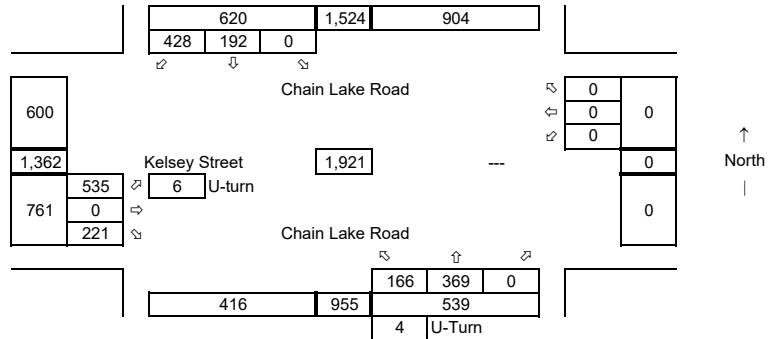 620 1,524 904
428 192 0
⬃ ⇩ ⬂
Chain Lake Road
⬁ 0
600 ⇦ 0 0
⬃ 0
↑
1,362 Kelsey Street 1,921 --- 0 North
535 ⬀ 6 U-turn |
761 0 ⇨ 0
221 ⬂ Chain Lake Road
⬁ ⇧ ⬀
166 369 0
416 955 539
4 U-Turn